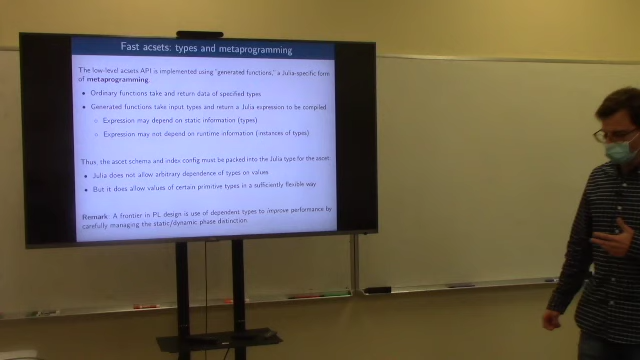 Fast acsets: types and metaprogramming
The low-level acsets API is implemented using "generated functions," a Julia-specific form
of metaprogramming.
• Ordinary functions take and return data of specified types
• Generated functions take input types and return a Julia expression to be compiled
○ Expression may depend on static information (types)
○ Expression may not depend on runtime information (instances of types)
Thus, the acset schema and index config must be packed into the Julia type for the acset.
• Julia does not allow arbitrary dependence of types on values
• But it does allow values of certain primitive types in a sufficiently flexible way
Remark: A frontier in PL design is use of dependent types to improve performance by
carefully managing the static/dynamic phase distinction.